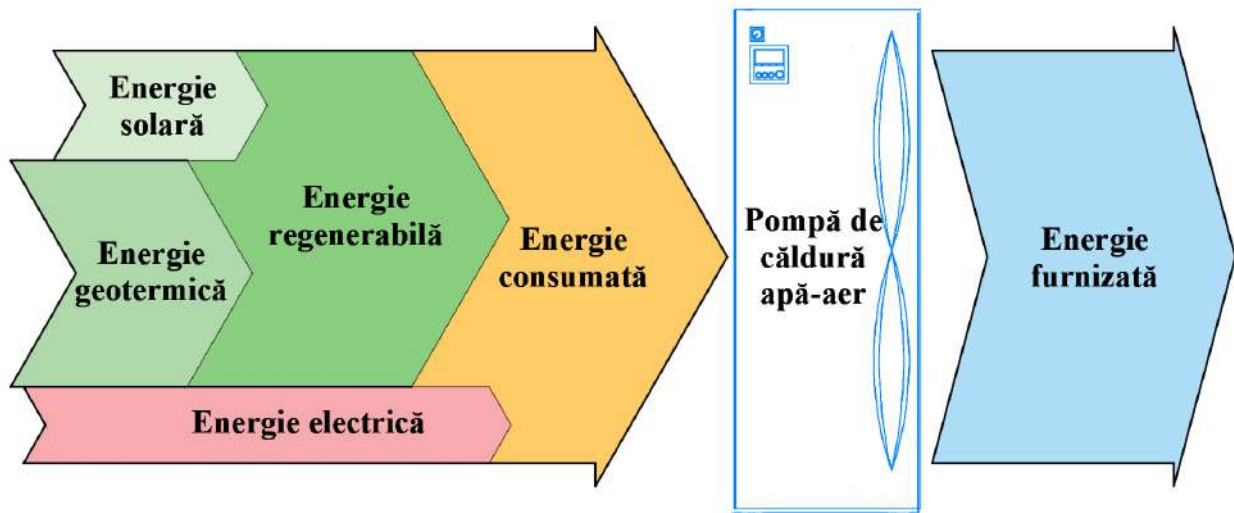 Energie
solară
Energie
geotermică
Energie
regenerabilă
Energie electrică
Energie
consumată
Pompă de
căldură
apă-aer
Energie
furnizată